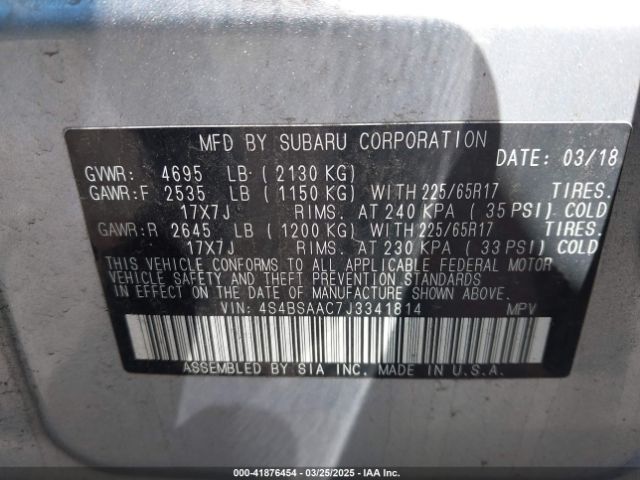 MFD BY SUBARU CORPORATION
DATE: 03/18
GVWR: 4695 LB (2130 KG)
GAWR:F 2535 LB (1150 KG) WITH 225/65R17 TIRES.
17X7J RIMS. AT 240 KPA (35 PSI) COLD
GAWR:R 2645 LB (1200 KG) WITH 225/65R17 TIRES.
17X7J RIMS. AT 230 KPA (33 PSI) COLD
THIS VEHICLE CONFORMS TO ALL APPLICABLE FEDERAL MOTOR
VEHICLE SAFETY AND THEFT PREVENTION STANDARDS
IN EFFECT ON THE DATE OF MANUFACTURE SHOWN ABOVE.
VIN: 4S4BSAAC7J3341814 MPV
ASSEMBLED BY SIA INC. MADE IN U.S.A.
000-41876454 - 03/25/2025 - IAAI.COM